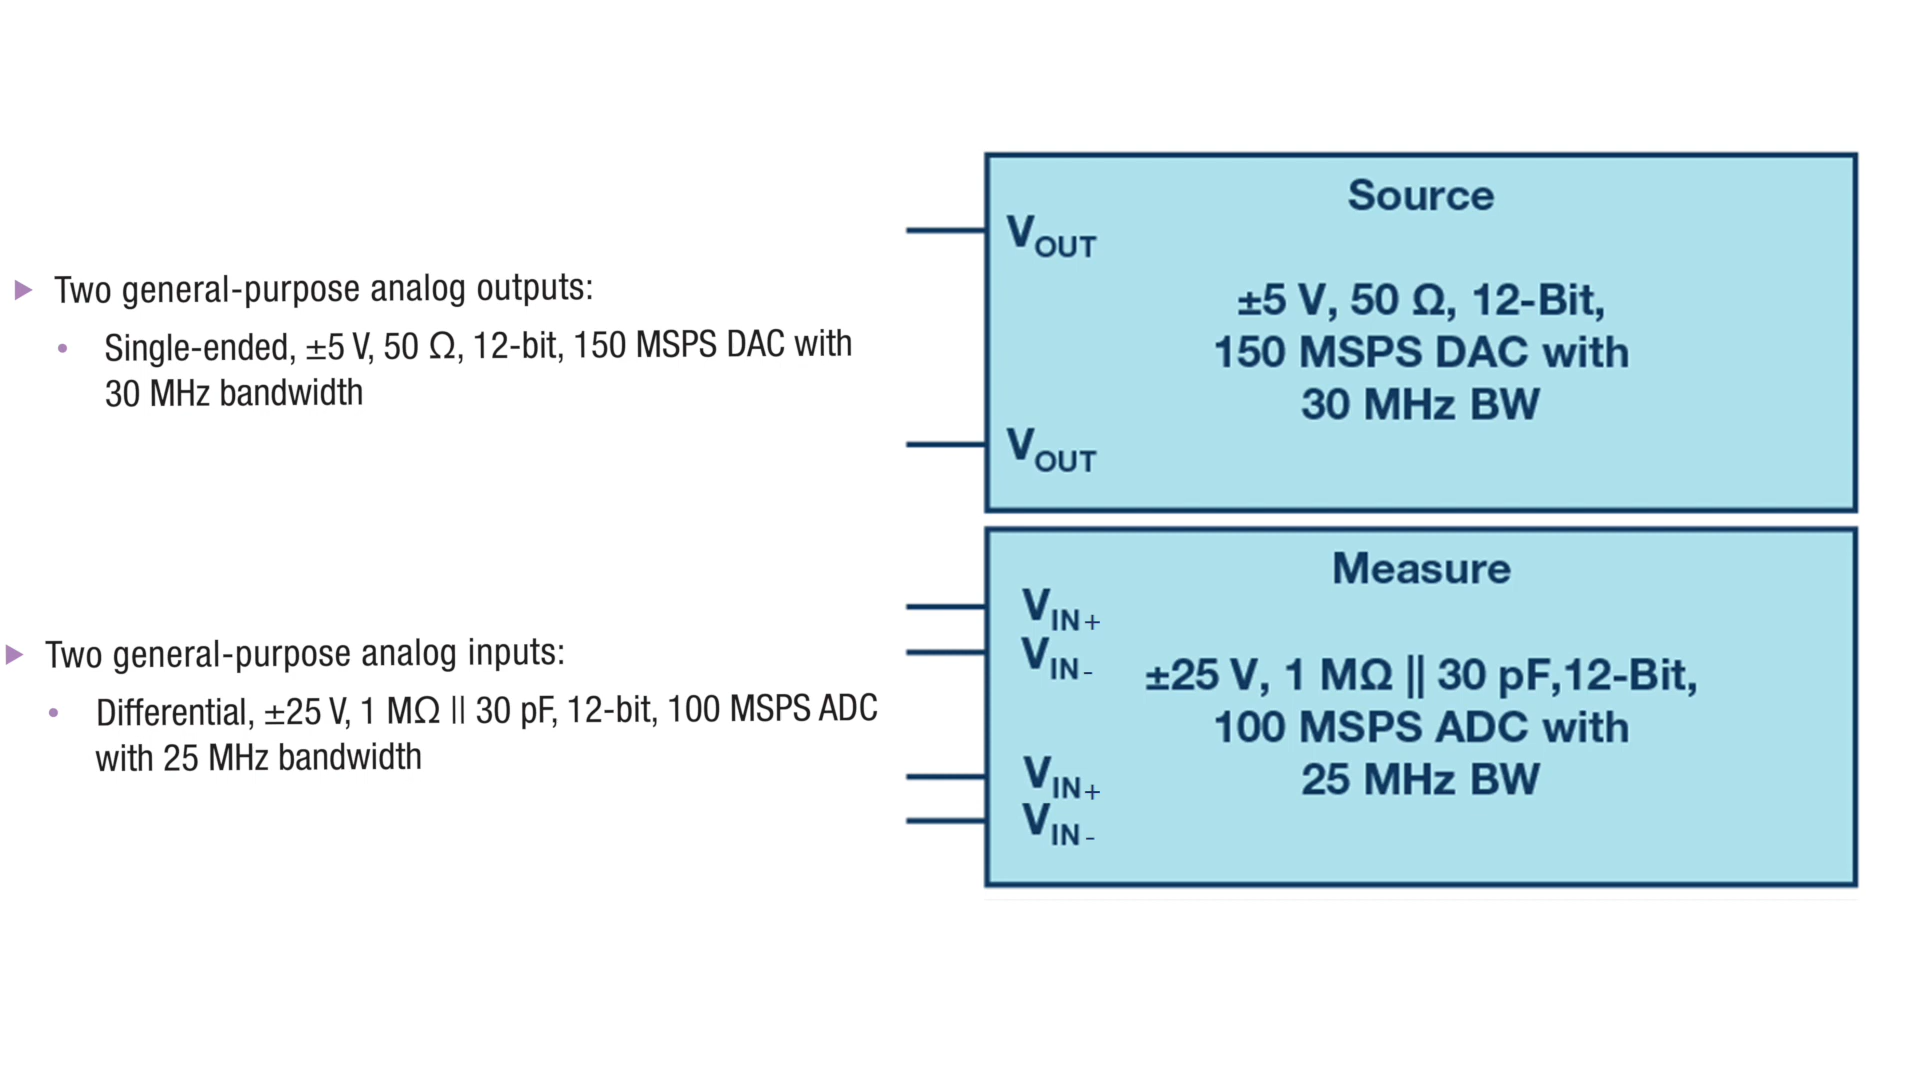 Two general-purpose analog outputs:
Single-ended, ±5 V, 50 Ω, 12-bit, 150 MSPS DAC with
30 MHz bandwidth
Two general-purpose analog inputs:
Differential, ±25 V, 1 MΩ || 30 pF, 12-bit, 100 MSPS ADC
with 25 MHz bandwidth
Source
VOUT
±5 V, 50 Ω, 12-Bit,
150 MSPS DAC with
30 MHz BW
VOUT
Measure
VIN+
VIN-
±25 V, 1 MΩ || 30 pF,12-Bit,
100 MSPS ADC with
25 MHz BW
VIN+
VIN-